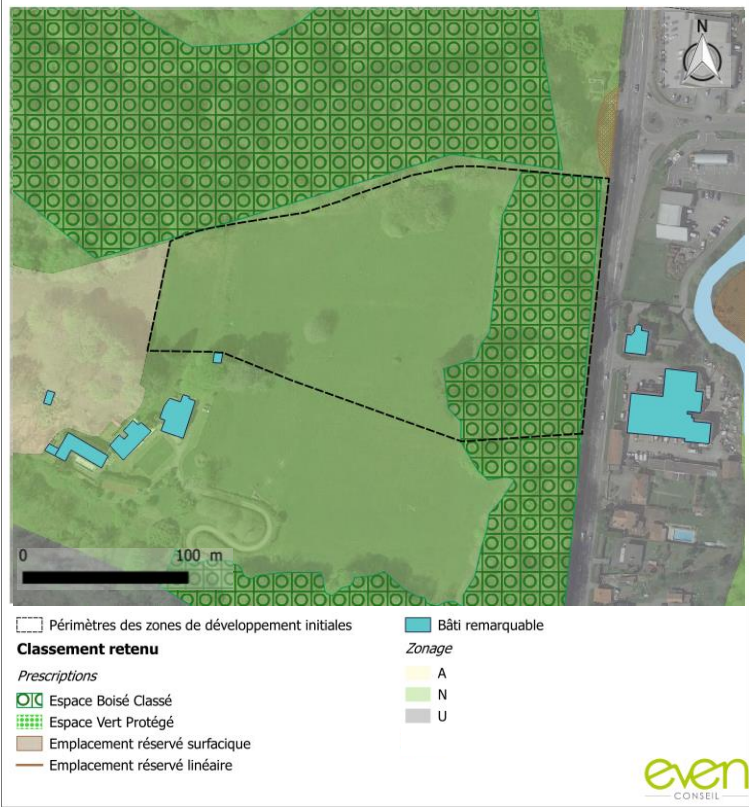 N
0 100 m
Périmètres des zones de développement initiales
Classement retenu
Prescriptions
Espace Boisé Classé
Espace Vert Protégé
Emplacement réservé surfacique
Emplacement réservé linéaire
Bâti remarquable
Zonage
A
N
U
even
CONSEIL